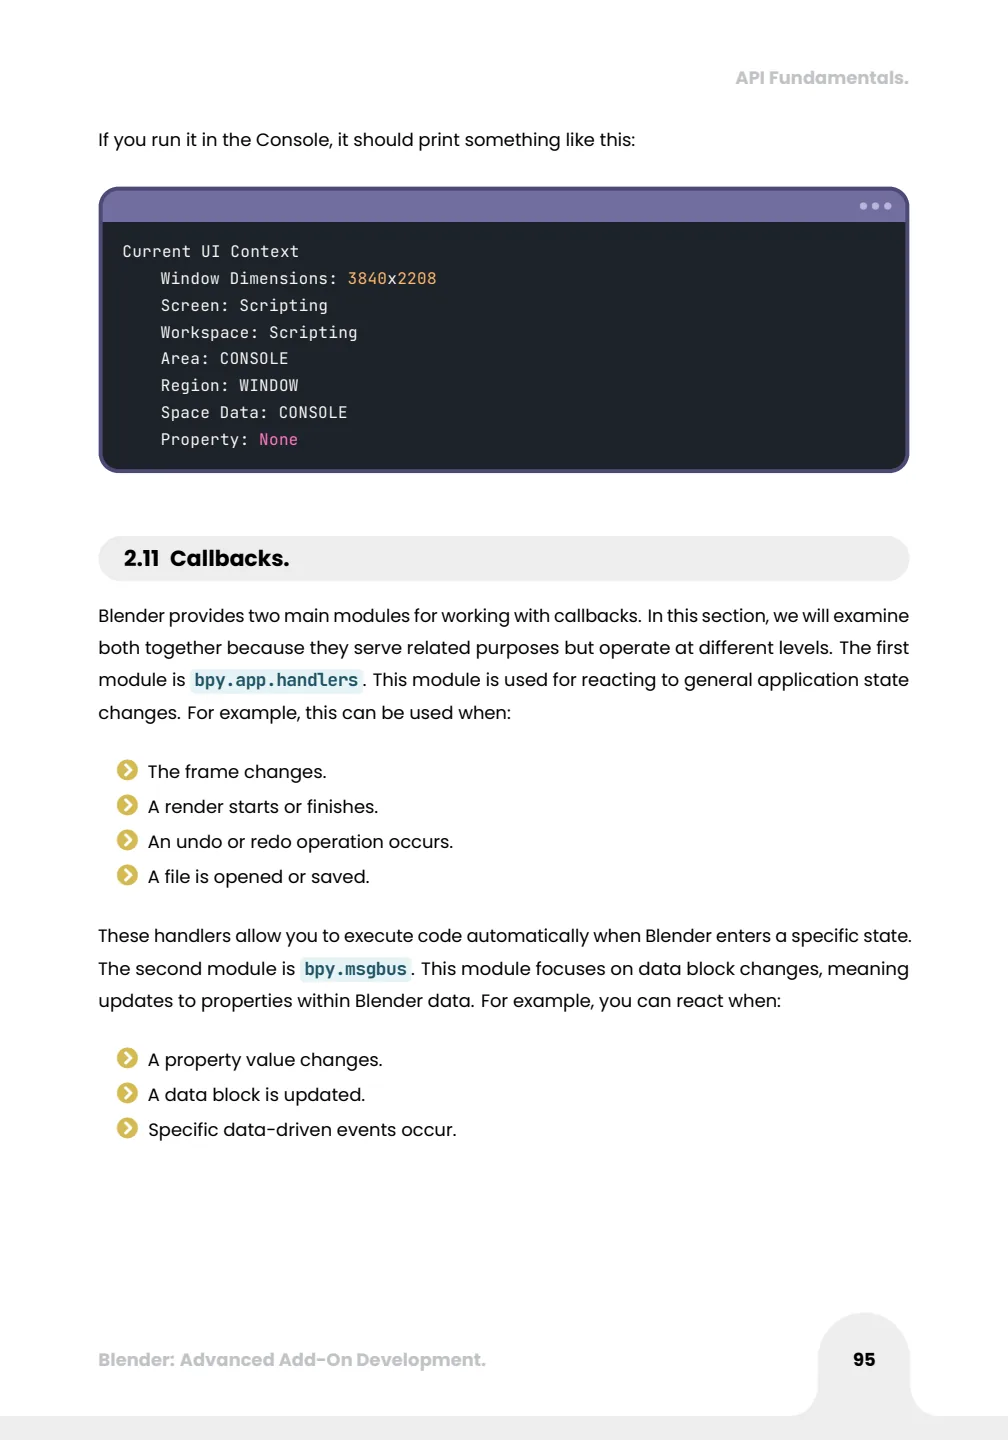 API Fundamentals.
If you run it in the Console, it should print something like this:
Current UI Context
Window Dimensions: 3840x2208
Screen: Scripting
Workspace: Scripting
Area: CONSOLE
Region: WINDOW
Space Data: CONSOLE
Property: None
2.11 Callbacks.
Blender provides two main modules for working with callbacks. In this section, we will examine
both together because they serve related purposes but operate at different levels. The first
module is bpy.app.handlers. This module is used for reacting to general application state
changes. For example, this can be used when:
The frame changes.
A render starts or finishes.
An undo or redo operation occurs.
A file is opened or saved.
These handlers allow you to execute code automatically when Blender enters a specific state.
The second module is bpy.msgbus. This module focuses on data block changes, meaning
updates to properties within Blender data. For example, you can react when:
A property value changes.
A data block is updated.
Specific data-driven events occur.
Blender: Advanced Add-On Development.
95